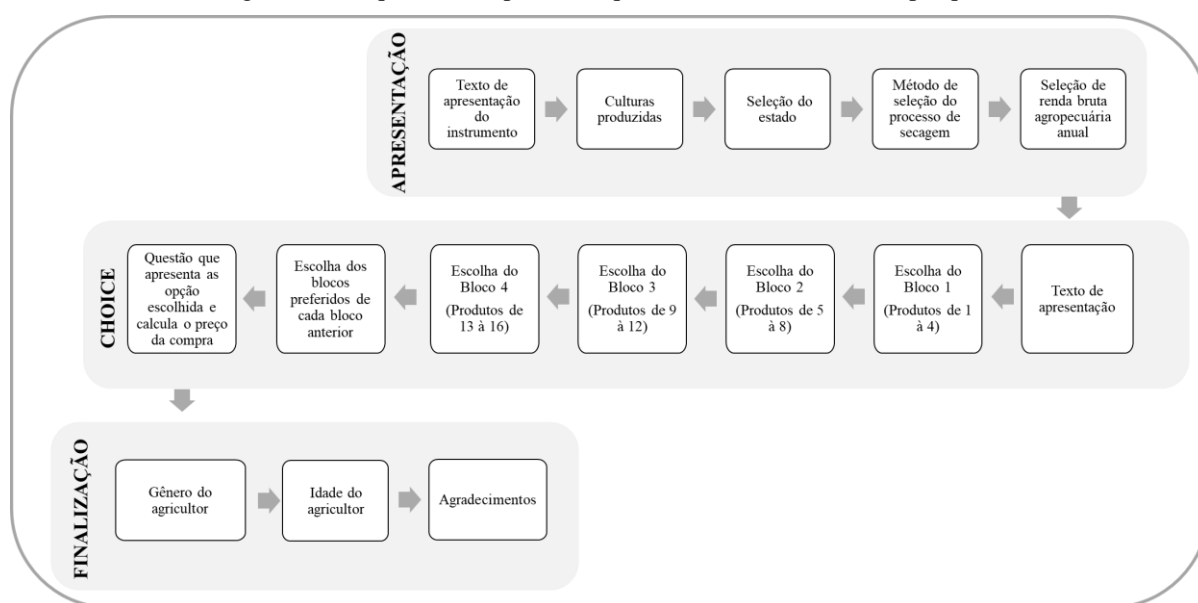 APRESENTAÇÃO
Texto de
apresentação
do
instrumento
Culturas
produzidas
Seleção do
estado
Método de
seleção do
processo de
secagem
Seleção de
renda bruta
agropecuária
anual
CHOICE
Questão que
apresenta as
opção
escolhida e
calcula o preço
da compra
Escolha dos
blocos
preferidos de
cada bloco
anterior
Escolha do
Bloco 4
(Produtos de
13 à 16)
Escolha do
Bloco 3
(Produtos de 9
à 12)
Escolha do
Bloco 2
(Produtos de 5
à 8)
Escolha do
Bloco 1
(Produtos de 1
à 4)
Texto de
apresentação
FINALIZAÇÃO
Gênero do
agricultor
Idade do
agricultor
Agradecimentos